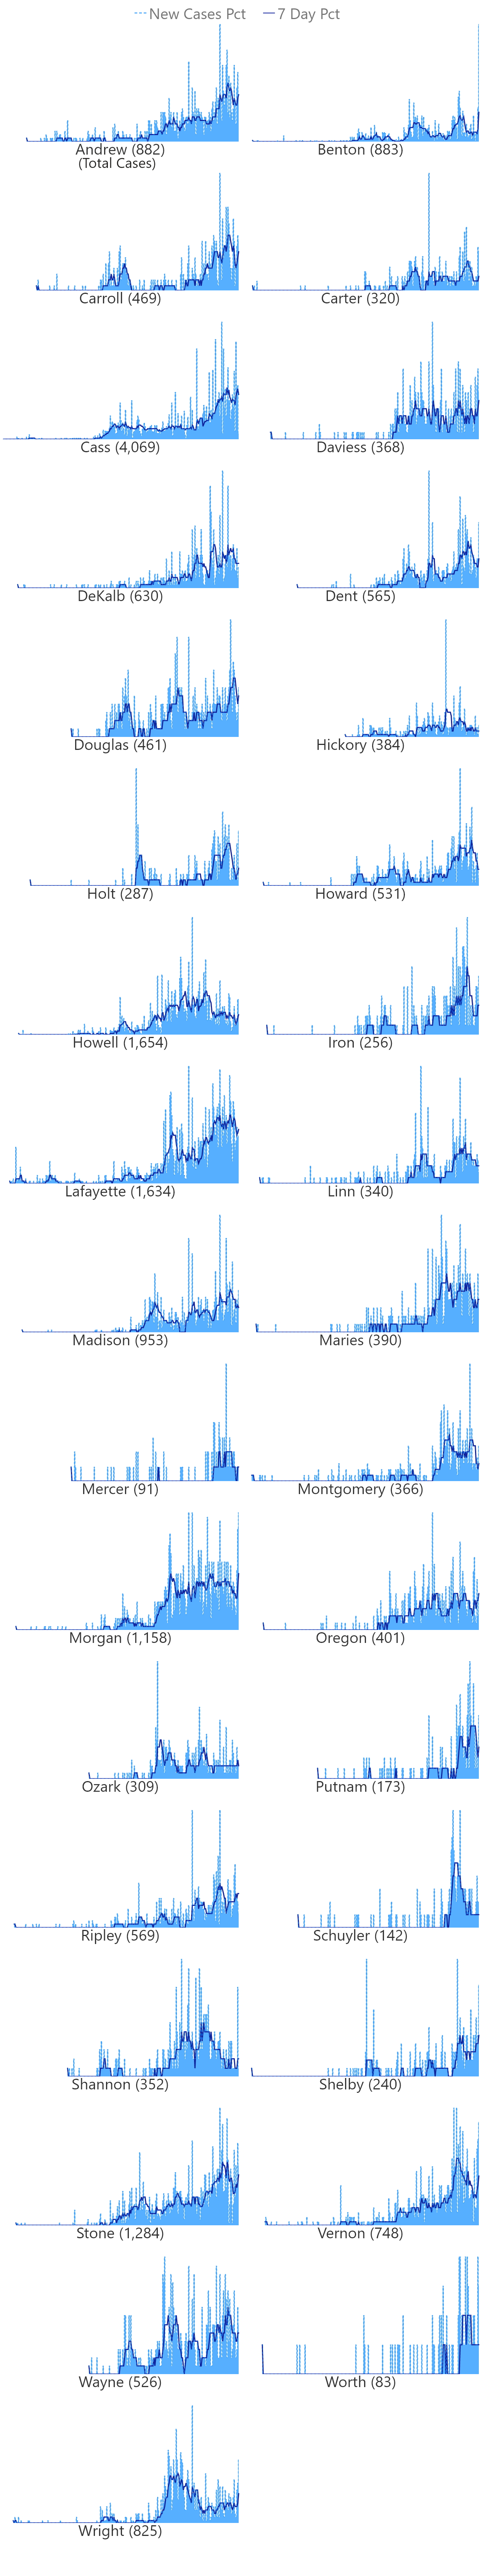 New Cases Pct 7 Day Pct
Andrew (882) Benton (883)
(Total Cases)
Carroll (469) Carter (320)
Cass (4,069) Daviess (368)
DeKalb (630) Dent (565)
Douglas (461) Hickory (384)
Holt (287) Howard (531)
Howell (1,654) Iron (256)
Lafayette (1,634) Linn (340)
Madison (953) Maries (390)
Mercer (91) Montgomery (366)
Morgan (1,158) Oregon (401)
Ozark (309) Putnam (173)
Ripley (569) Schuyler (142)
Shannon (352) Shelby (240)
Stone (1,284) Vernon (748)
Wayne (526) Worth (83)
Wright (825)